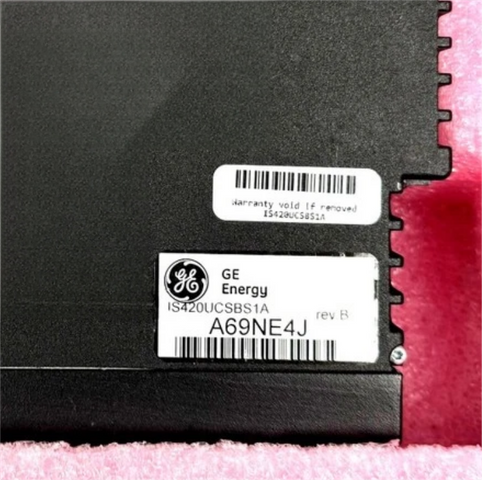 Warranty void if removed
IS420UCSBS1A
GE
GE
Energy
IS420UCSBS1A
rev.B
A69NE4J